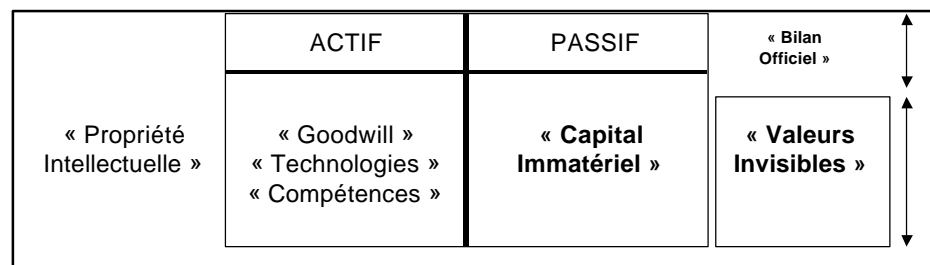 ACTIF
PASSIF
« Bilan
Officiel »
« Propriété
Intellectuelle »
« Goodwill »
« Technologies »
« Compétences »
« Capital
Immatériel »
« Valeurs
Invisibles »